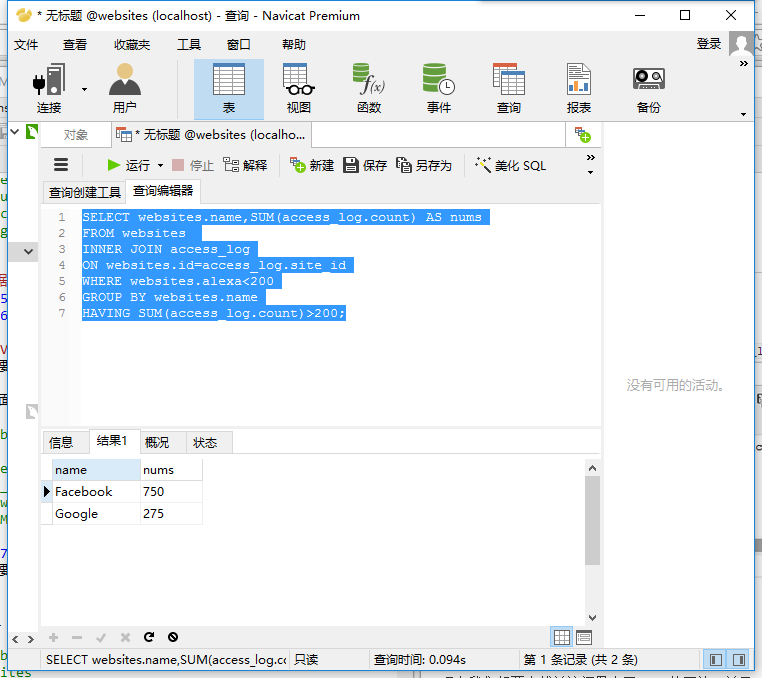 * 无标题 @websites (localhost) - 查询 - Navicat Premium
文件 查看 收藏夹 工具 窗口 帮助 登录
连接 用户 表 视图 函数 事件 查询 报表 备份
对象 * 无标题 @websites (localho...
运行 停止 解释 新建 保存 另存为 美化 SQL
查询创建工具 查询编辑器
1 SELECT websites.name,SUM(access_log.count) AS nums
2 FROM websites
3 INNER JOIN access_log
4 ON websites.id=access_log.site_id
5 WHERE websites.alexa<200
6 GROUP BY websites.name
7 HAVING SUM(access_log.count)>200;
没有可用的活动。
信息 结果1 概况 状态
name nums
Facebook 750
Google 275
SELECT websites.name,SUM(access_log.co 只读 查询时间: 0.094s 第 1 条记录 (共 2 条)